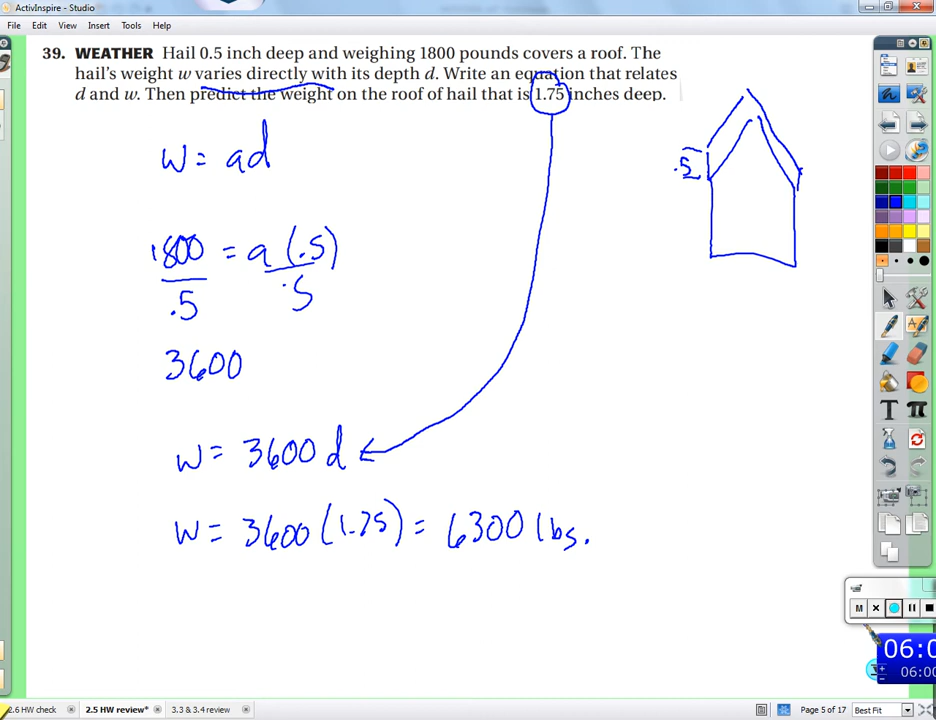 ActivInspire - Studio
File Edit View Insert Tools Help
39. WEATHER Hail 0.5 inch deep and weighing 1800 pounds covers a roof. The
hail's weight w varies directly with its depth d. Write an equation that relates
d and w. Then predict the weight on the roof of hail that is 1.75 inches deep.
w = ad
.5
1800 = a (.5)
.5 .5
3600
w = 3600 d
w = 3600 (1.75) = 6300 lbs.
M
06:0
06:00
2.6 HW check 2.5 HW review* 3.3 & 3.4 review Page 5 of 17 Best Fit